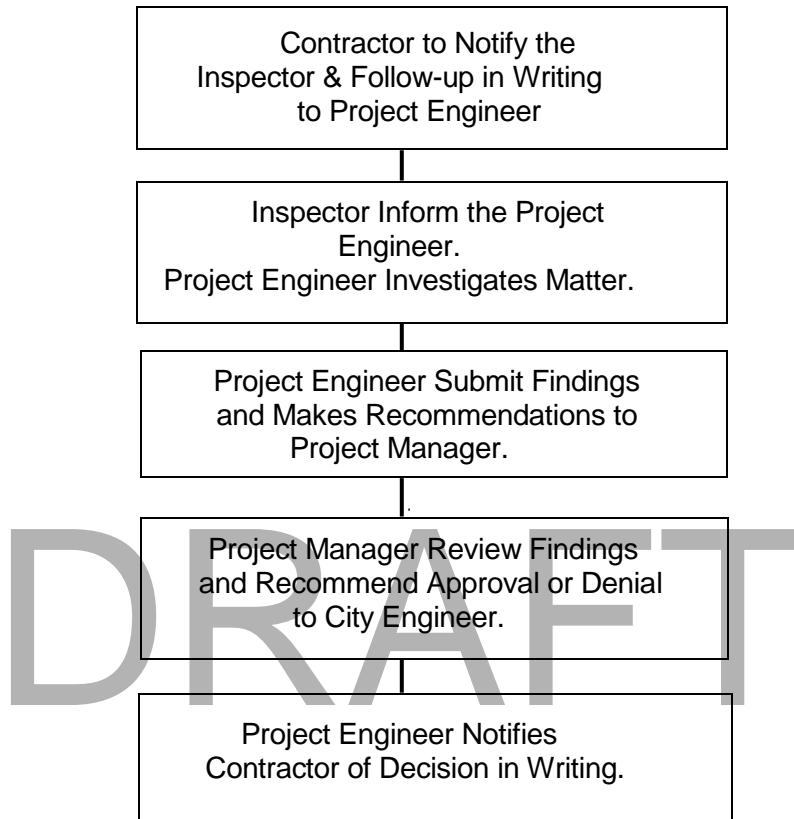 Contractor to Notify the
Inspector & Follow-up in Writing
to Project Engineer
Inspector Inform the Project
Engineer.
Project Engineer Investigates Matter.
Project Engineer Submit Findings
and Makes Recommendations to
Project Manager.
DRAFT
Project Manager Review Findings
and Recommend Approval or Denial
to City Engineer.
Project Engineer Notifies
Contractor of Decision in Writing.